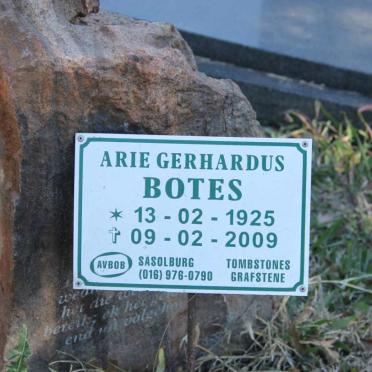 ARIE GERHARDUS
BOTES
✶ 13 - 02 - 1925
✞ 09 - 02 - 2009
AVBOB SASOLBURG TOMBSTONES
(016) 976-0790 GRAFSTENE